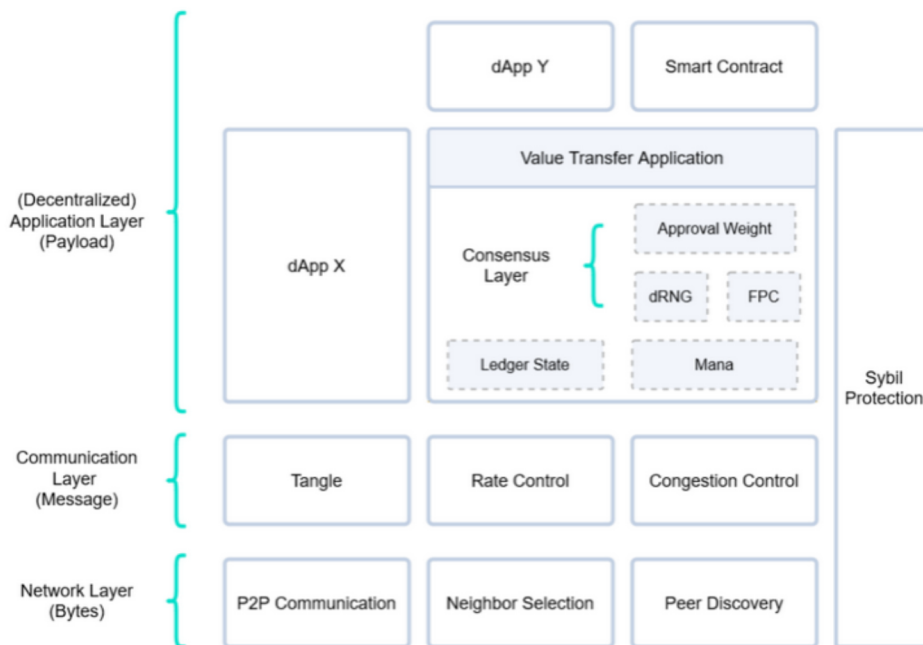 dApp Y
Smart Contract
(Decentralized)
Application Layer
(Payload)
dApp X
Value Transfer Application
Consensus
Layer
Approval Weight
dRNG
FPC
Ledger State
Mana
Sybil
Protection
Communication
Layer
(Message)
Tangle
Rate Control
Congestion Control
Network Layer
(Bytes)
P2P Communication
Neighbor Selection
Peer Discovery